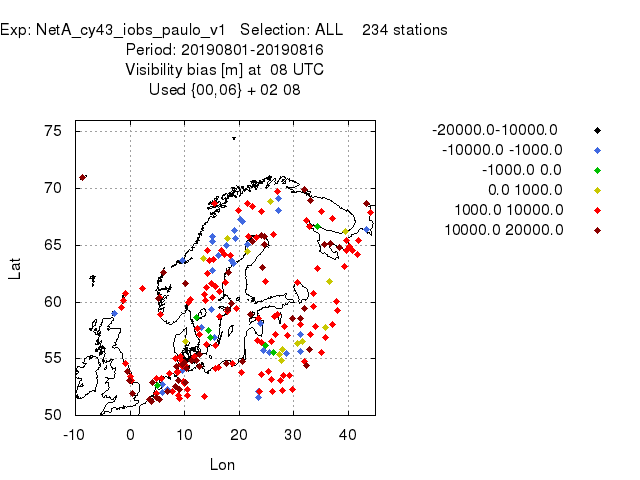 Exp: NetA_cy43_iobs_paulo_v1   Selection: ALL    234 stations
Period: 20190801-20190816
Visibility bias [m] at  08 UTC
Used {00,06} + 02 08
-20000.0-10000.0
-10000.0 -1000.0
-1000.0 0.0
0.0 1000.0
1000.0 10000.0
10000.0 20000.0
75
70
65
60
55
50
Lat
-10 0 10 20 30 40
Lon